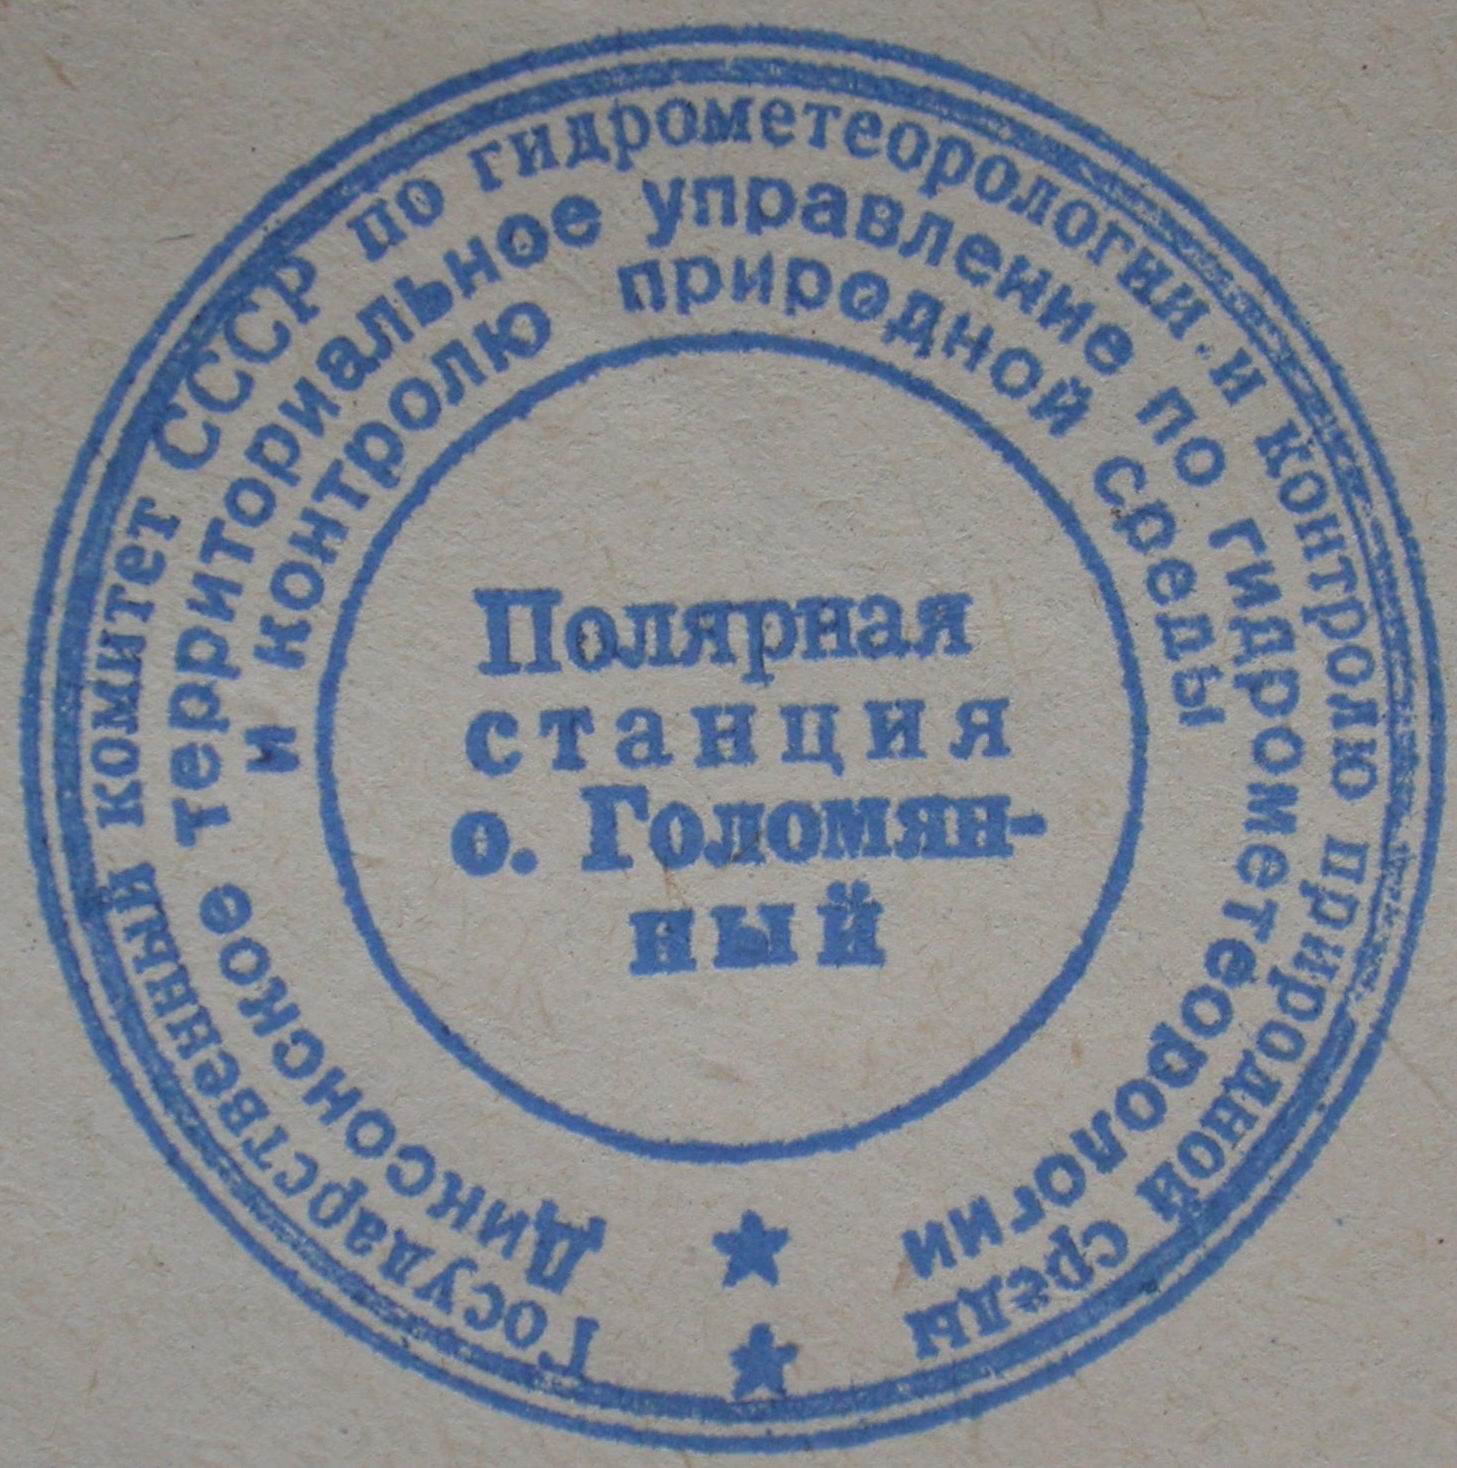 Государственный комитет СССР по гидрометеорологии и контролю природной среды
Диксонское территориальное управление по гидрометеорологии
и контролю природной среды
Полярная
станция
о. Голомян-
ный